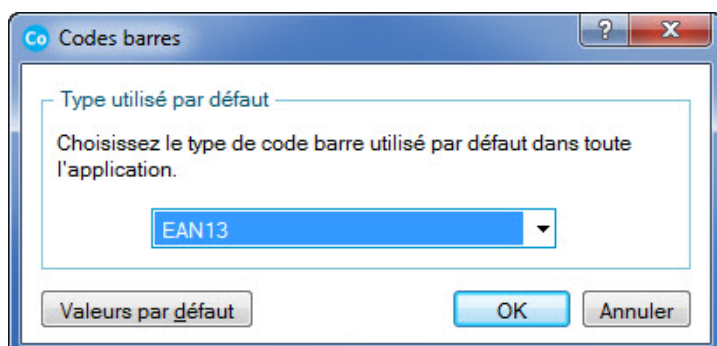 Co Codes barres
?
X
Type utilisé par défaut
Choisissez le type de code barre utilisé par défaut dans toute
l'application.
EAN13
Valeurs par défaut OK Annuler